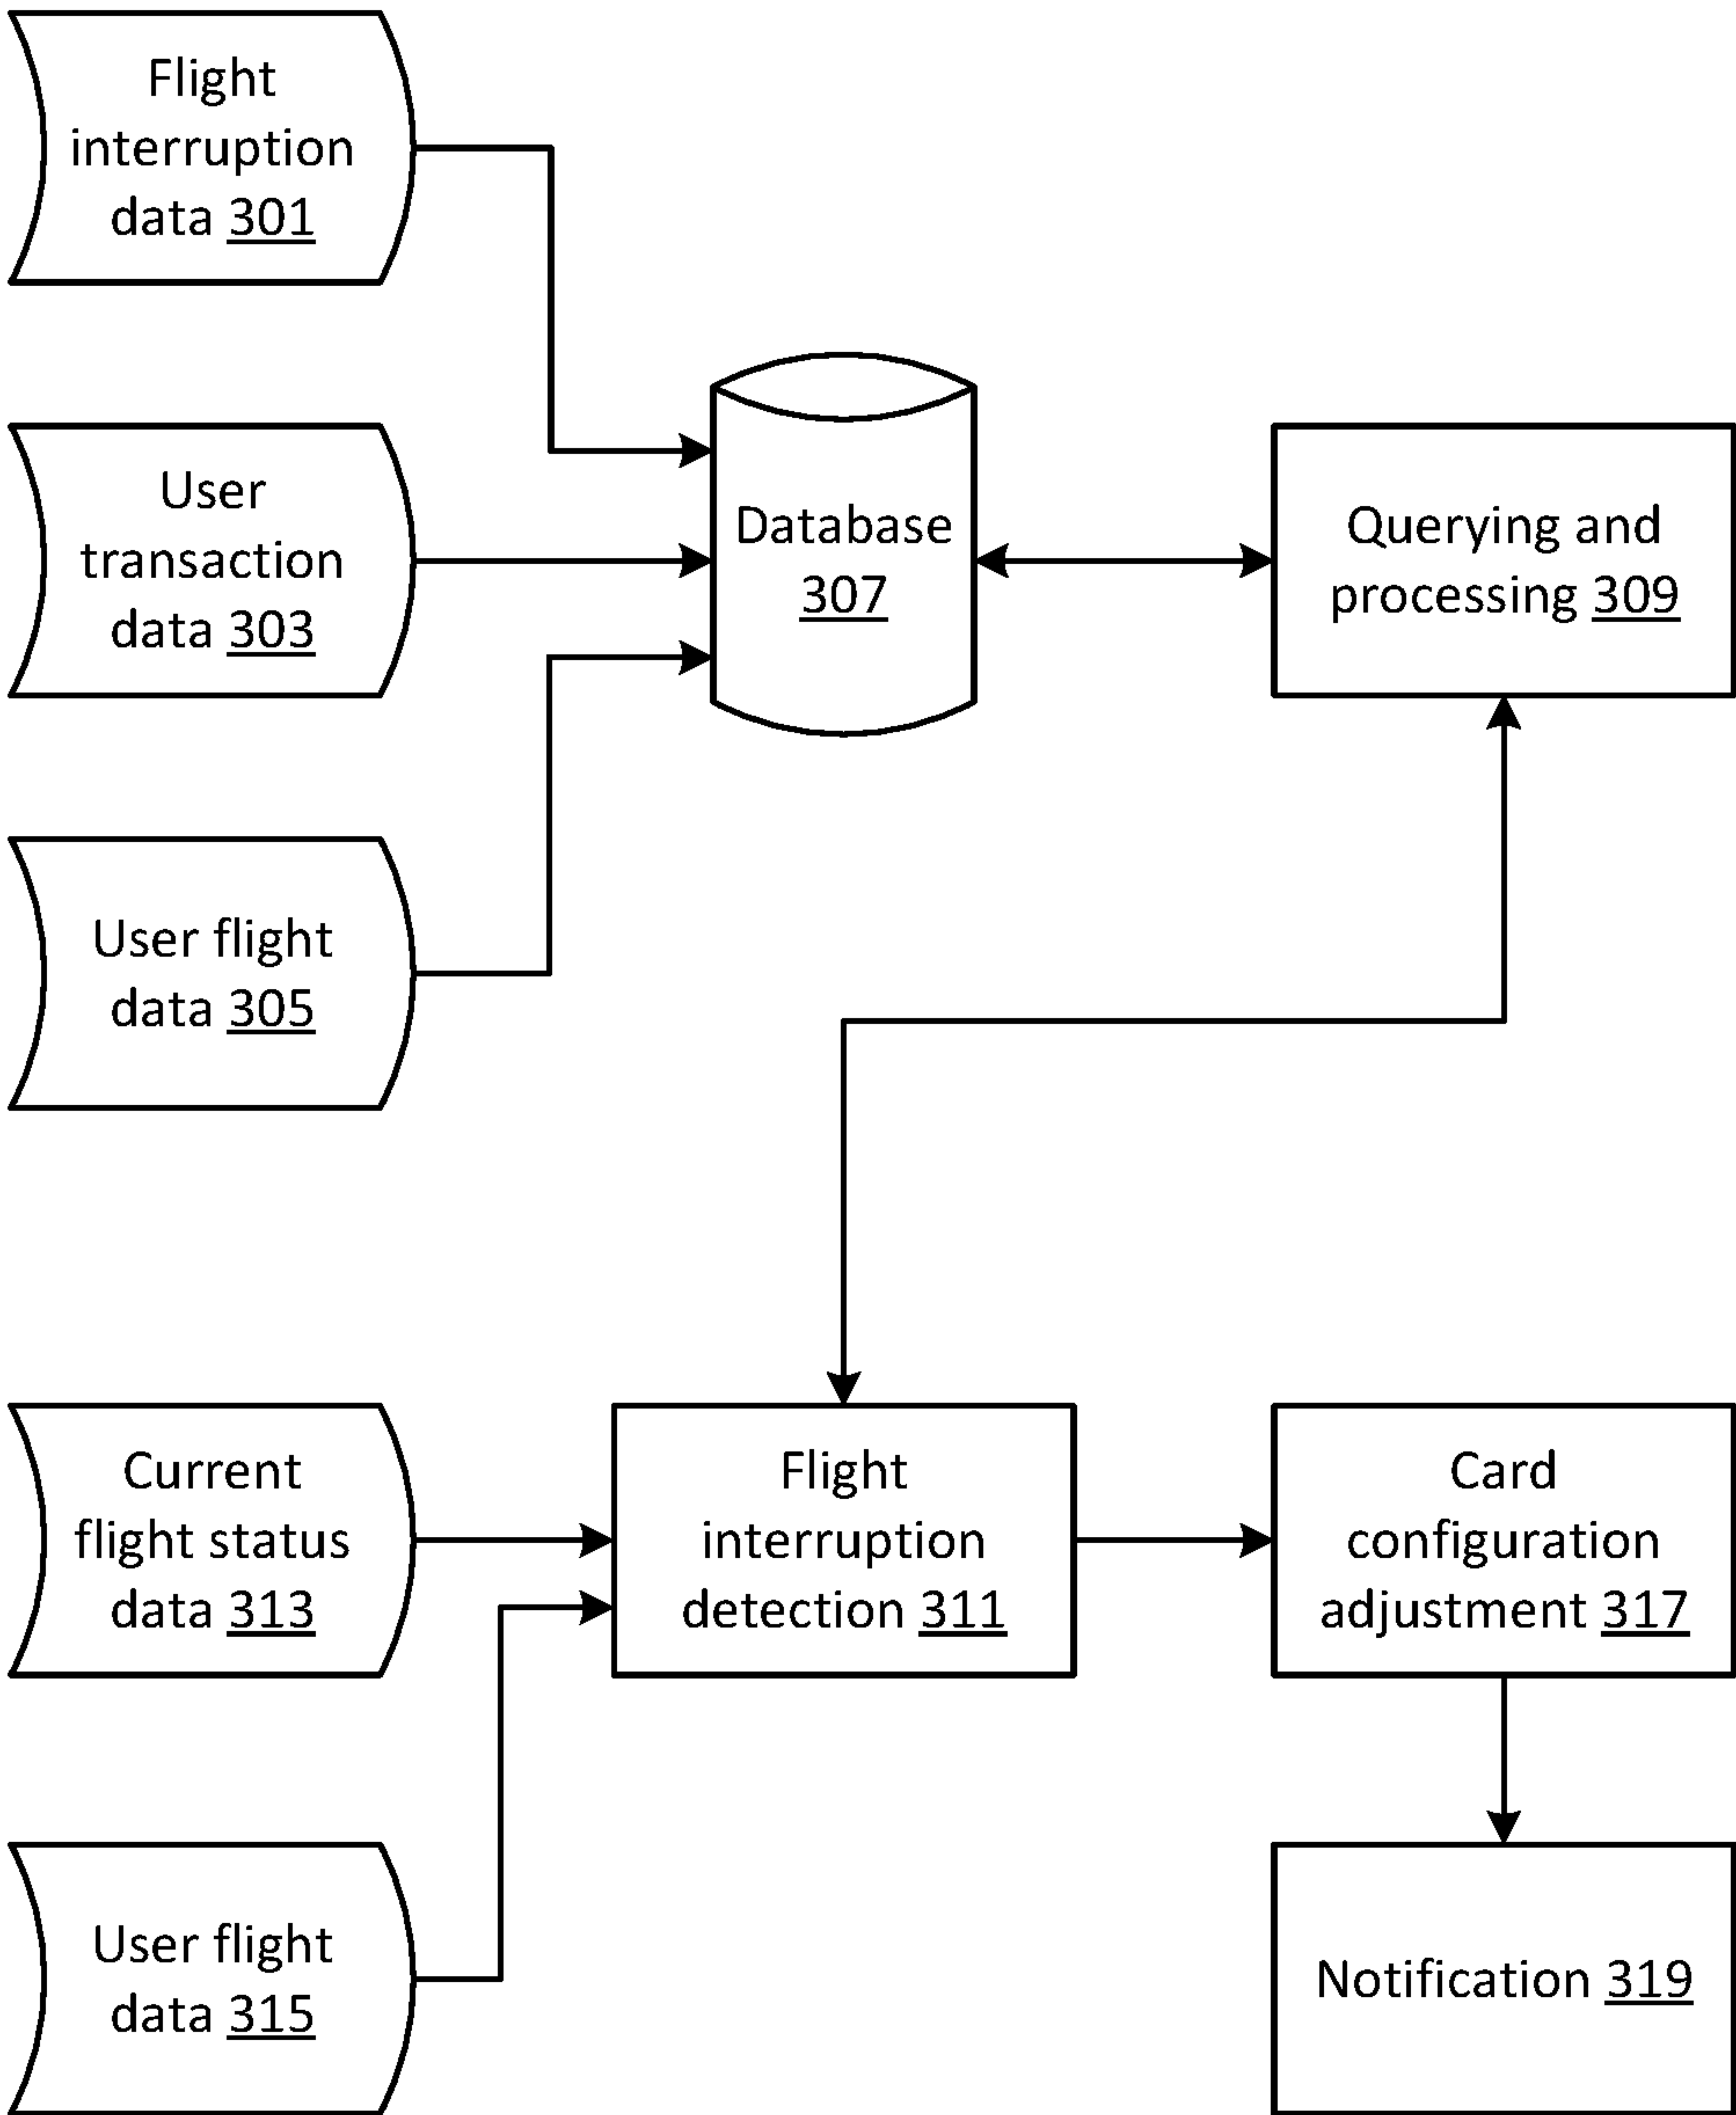 Flight
interruption
data 301
User
transaction
data 303
Database
307
Querying and
processing 309
User flight
data 305
Current
flight status
data 313
Flight
interruption
detection 311
Card
configuration
adjustment 317
User flight
data 315
Notification 319